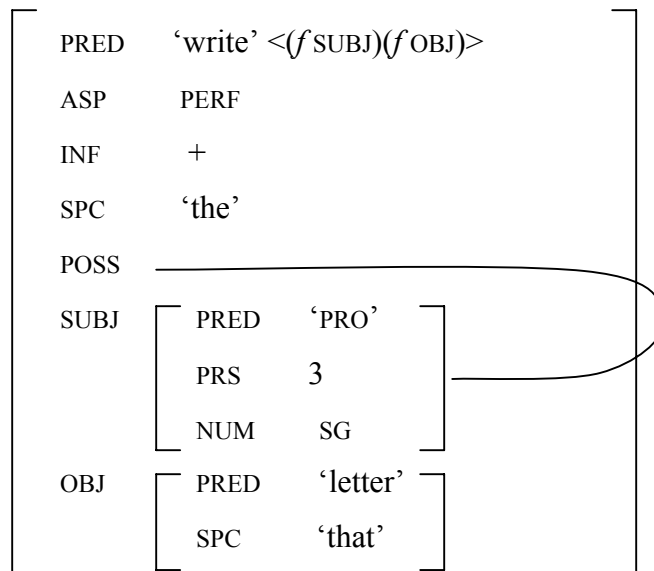 PRED ‘write’ <(f SUBJ)(f OBJ)>
ASP PERF
INF +
SPC ‘the’
POSS
SUBJ PRED ‘PRO’
PRS 3
NUM SG
OBJ PRED ‘letter’
SPC ‘that’